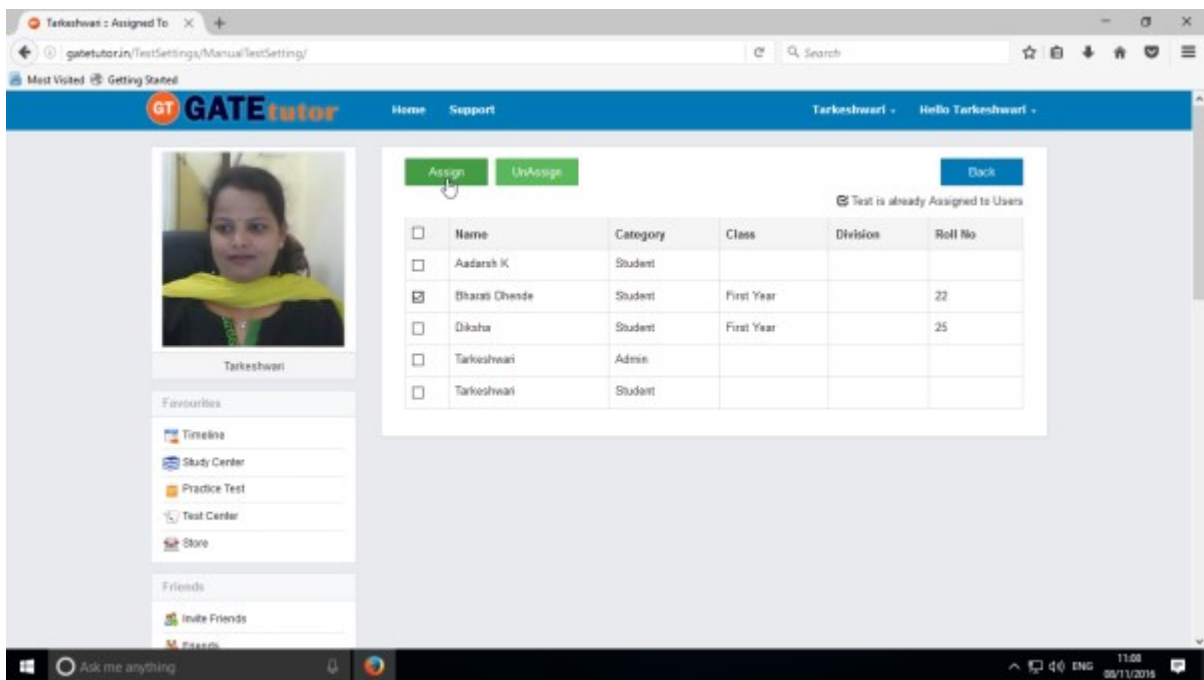 Tarkeshwari :: Assigned To
gatetutor.in/TestSettings/ManualTestSetting/
Search
Most Visited Getting Started
GT GATEtutor Home Support Tarkeshwari Hello Tarkeshwari
Assign UnAssign Back
Test is already Assigned to Users
Name Category Class Division Roll No
Aadarsh K Student
Bharati Dhende Student First Year 22
Diksha Student First Year 25
Tarkeshwari Admin
Tarkeshwari Student
Tarkeshwari
Favourites
Timeline
Study Center
Practice Test
Test Center
Store
Friends
Invite Friends
Friends
Ask me anything
ENG
11:08
08/11/2016